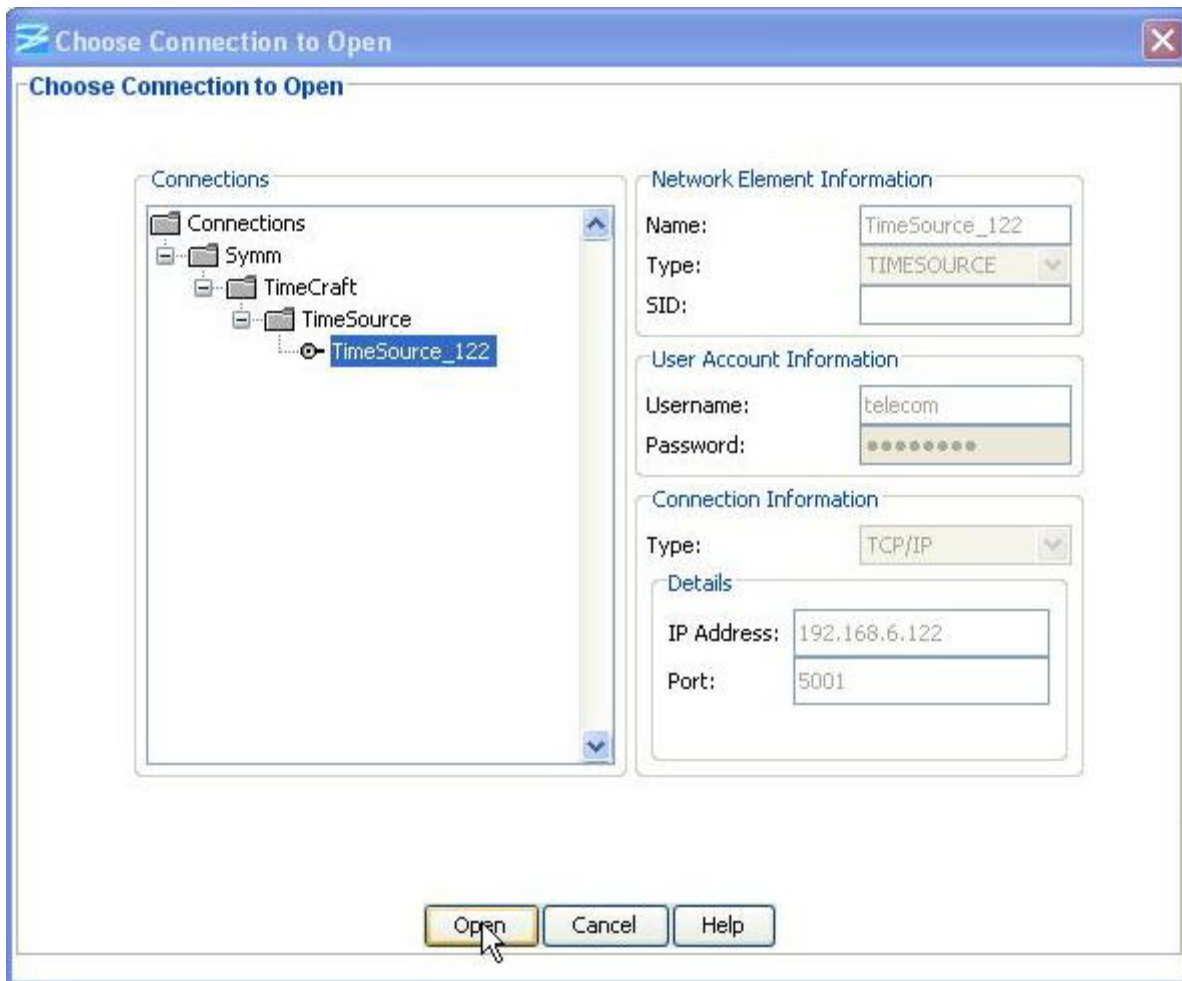 Choose Connection to Open
Choose Connection to Open
Connections
Connections
Symm
TimeCraft
TimeSource
TimeSource_122
Network Element Information
Name: TimeSource_122
Type: TIMESOURCE
SID:
User Account Information
Username: telecom
Password: ••••••••
Connection Information
Type: TCP/IP
Details
IP Address: 192.168.6.122
Port: 5001
Open Cancel Help